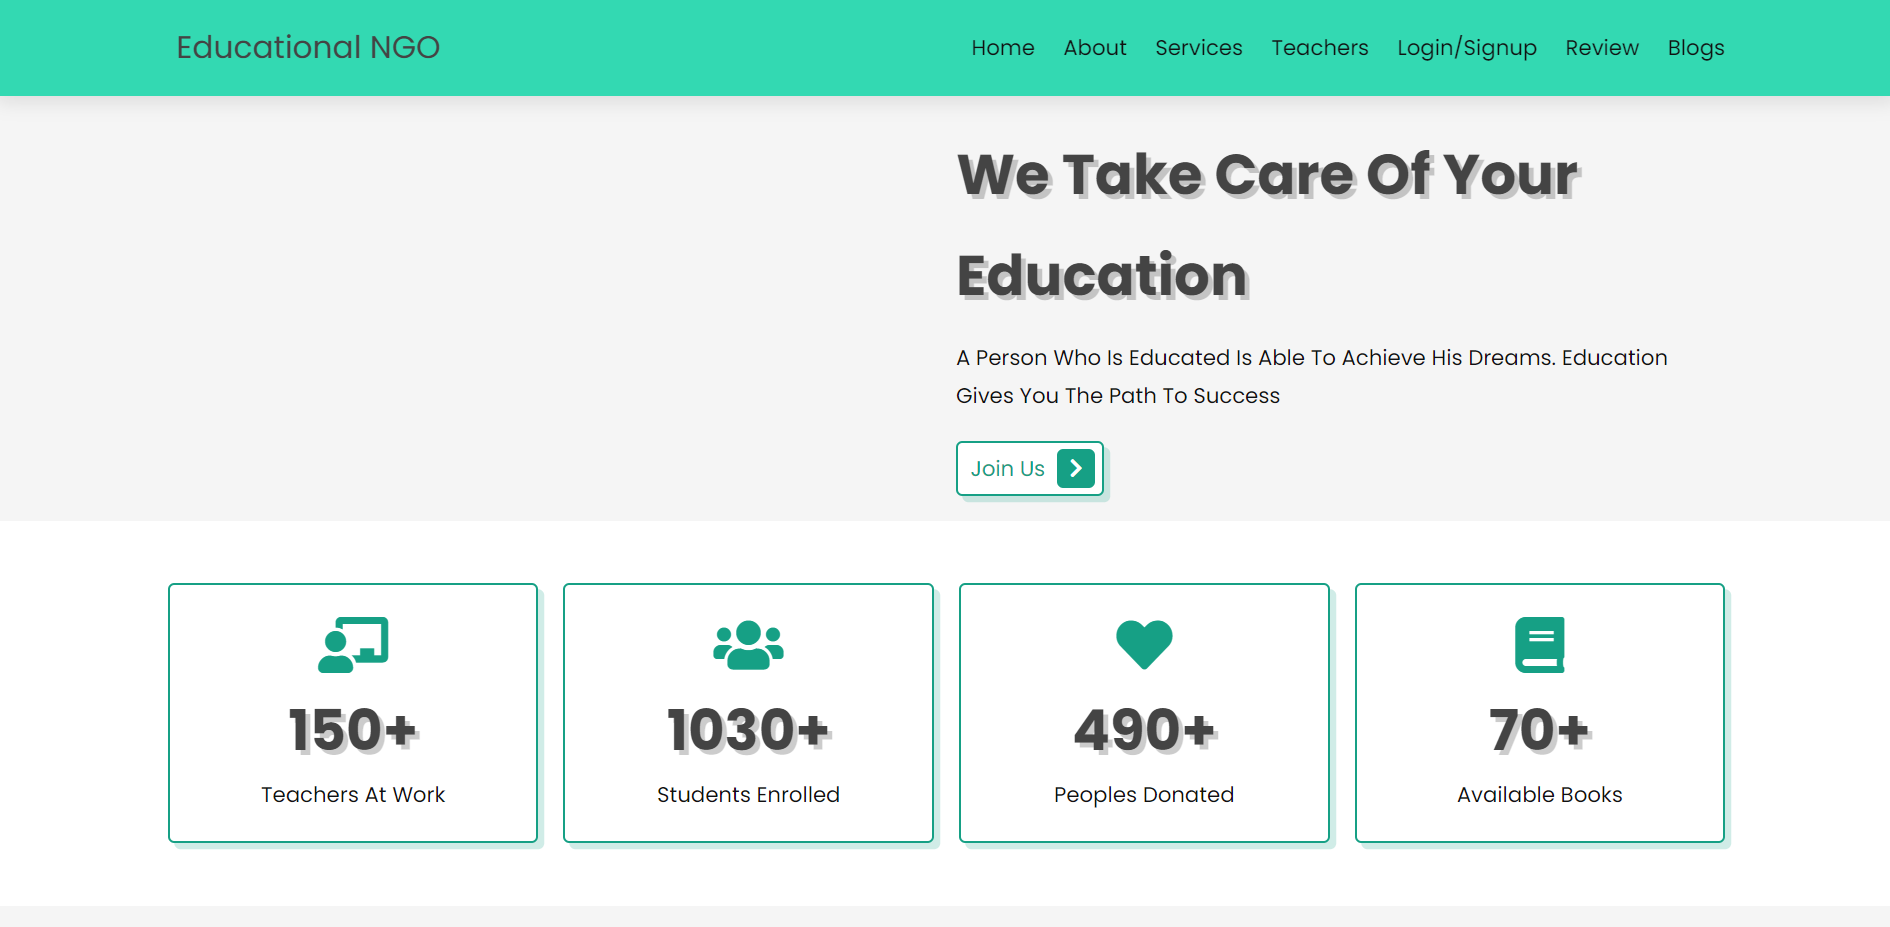 Educational NGO
Home About Services Teachers Login/Signup Review Blogs
We Take Care Of Your
Education
A Person Who Is Educated Is Able To Achieve His Dreams. Education
Gives You The Path To Success
Join Us
150+
Teachers At Work
1030+
Students Enrolled
490+
Peoples Donated
70+
Available Books